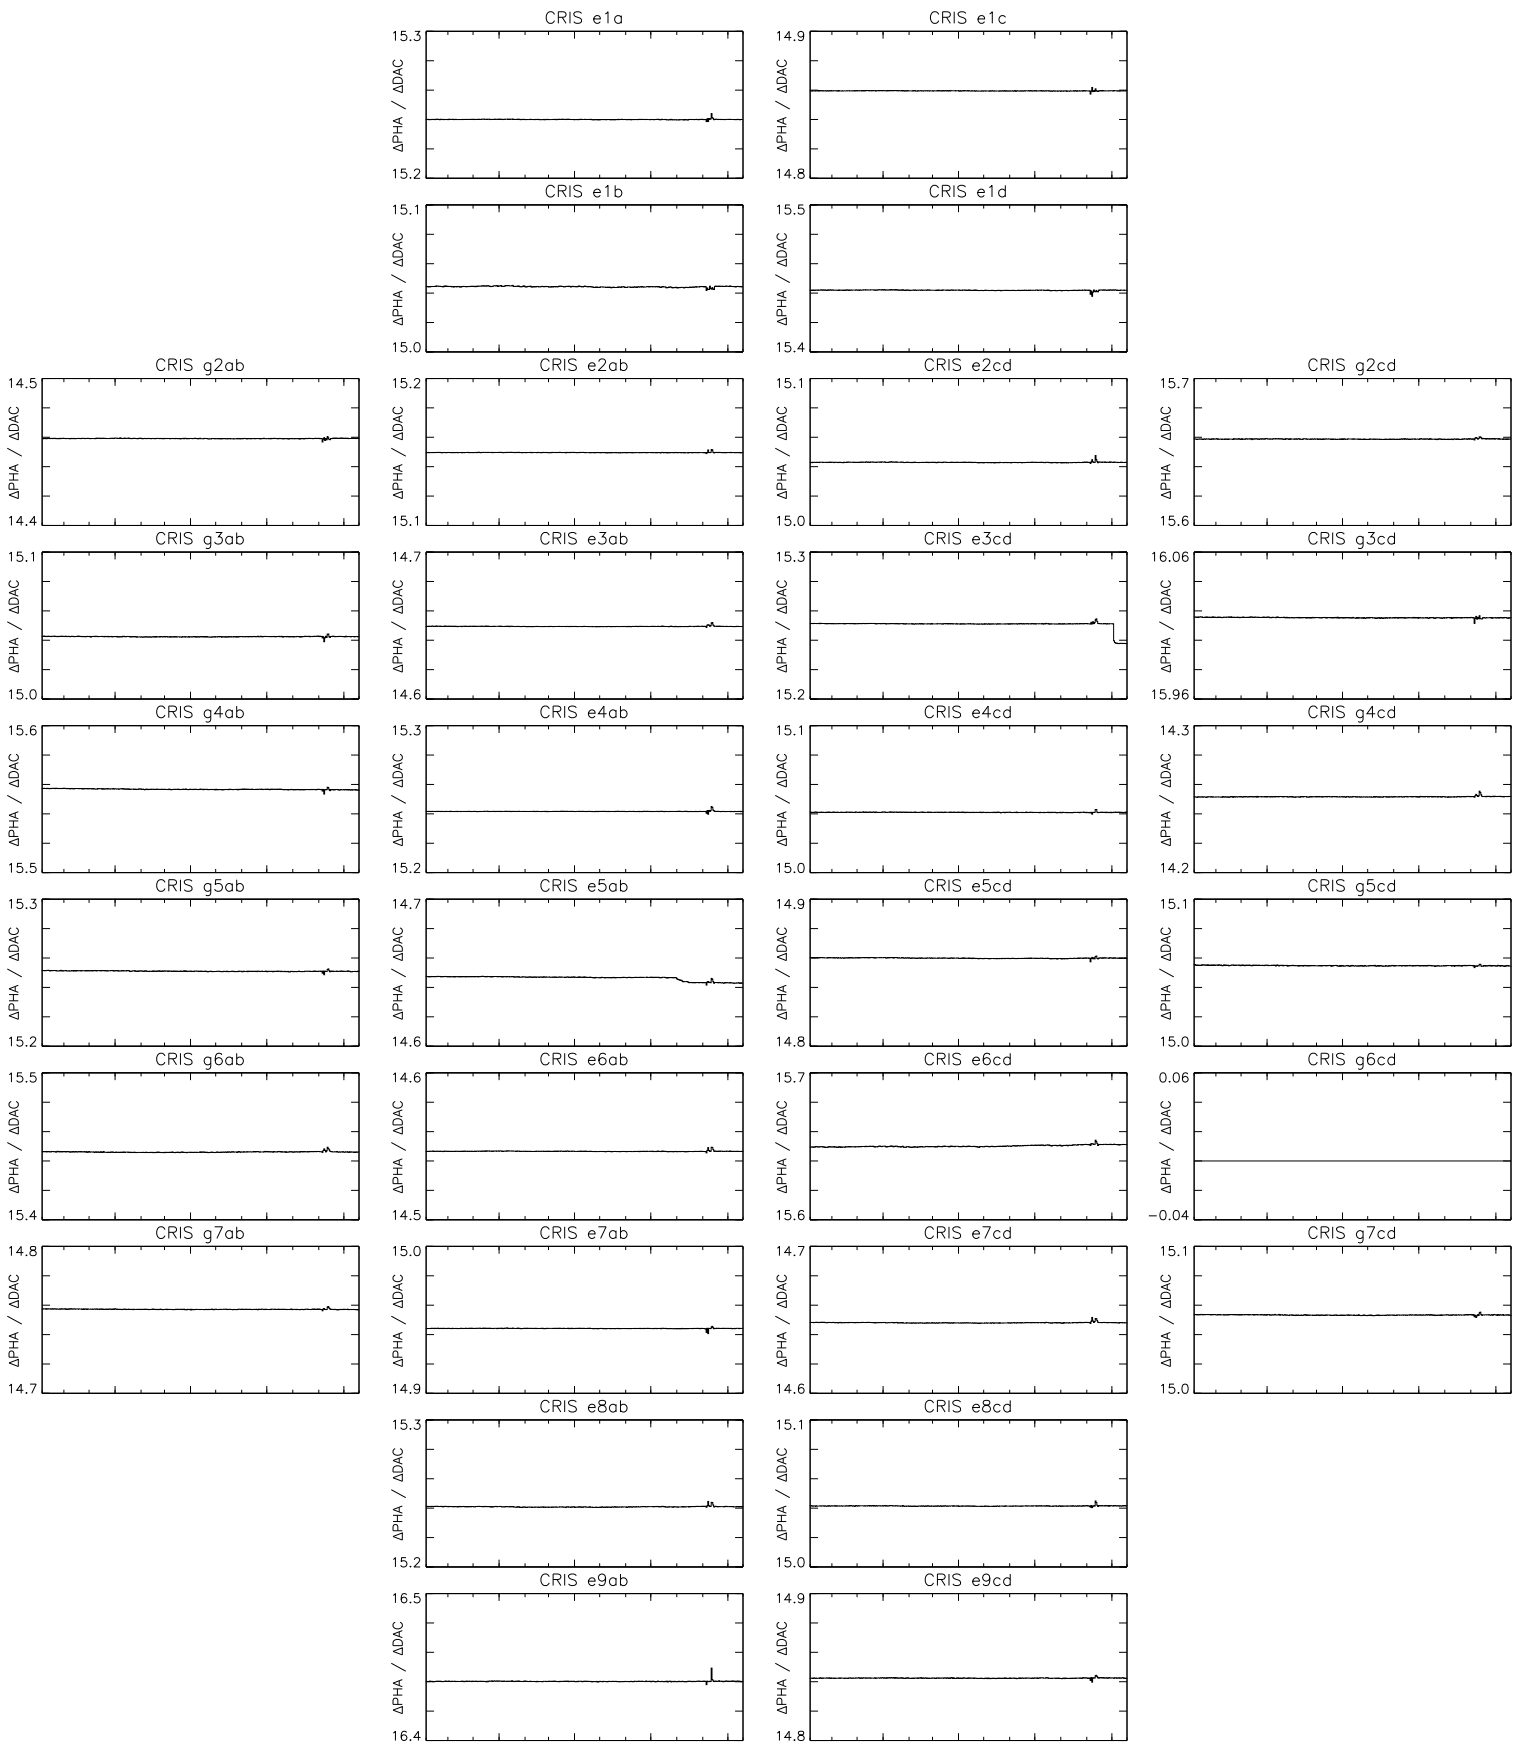 CRIS e1a
CRIS e1c
15.3
ΔPHA / ΔDAC
15.2
14.9
ΔPHA / ΔDAC
14.8
CRIS e1b
CRIS e1d
15.1
ΔPHA / ΔDAC
15.0
15.5
ΔPHA / ΔDAC
15.4
CRIS g2ab
CRIS e2ab
CRIS e2cd
CRIS g2cd
14.5
ΔPHA / ΔDAC
14.4
15.2
ΔPHA / ΔDAC
15.1
15.1
ΔPHA / ΔDAC
15.0
15.7
ΔPHA / ΔDAC
15.6
CRIS g3ab
CRIS e3ab
CRIS e3cd
CRIS g3cd
15.1
ΔPHA / ΔDAC
15.0
14.7
ΔPHA / ΔDAC
14.6
15.3
ΔPHA / ΔDAC
15.2
16.06
ΔPHA / ΔDAC
15.96
CRIS g4ab
CRIS e4ab
CRIS e4cd
CRIS g4cd
15.6
ΔPHA / ΔDAC
15.5
15.3
ΔPHA / ΔDAC
15.2
15.1
ΔPHA / ΔDAC
15.0
14.3
ΔPHA / ΔDAC
14.2
CRIS g5ab
CRIS e5ab
CRIS e5cd
CRIS g5cd
15.3
ΔPHA / ΔDAC
15.2
14.7
ΔPHA / ΔDAC
14.6
14.9
ΔPHA / ΔDAC
14.8
15.1
ΔPHA / ΔDAC
15.0
CRIS g6ab
CRIS e6ab
CRIS e6cd
CRIS g6cd
15.5
ΔPHA / ΔDAC
15.4
14.6
ΔPHA / ΔDAC
14.5
15.7
ΔPHA / ΔDAC
15.6
0.06
ΔPHA / ΔDAC
−0.04
CRIS g7ab
CRIS e7ab
CRIS e7cd
CRIS g7cd
14.8
ΔPHA / ΔDAC
14.7
15.0
ΔPHA / ΔDAC
14.9
14.7
ΔPHA / ΔDAC
14.6
15.1
ΔPHA / ΔDAC
15.0
CRIS e8ab
CRIS e8cd
15.3
ΔPHA / ΔDAC
15.2
15.1
ΔPHA / ΔDAC
15.0
CRIS e9ab
CRIS e9cd
16.5
ΔPHA / ΔDAC
16.4
14.9
ΔPHA / ΔDAC
14.8